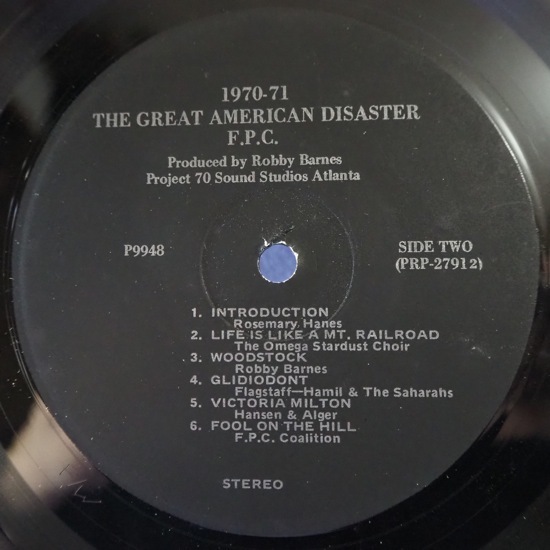 1970-71
THE GREAT AMERICAN DISASTER
F.P.C.
Produced by Robby Barnes
Project 70 Sound Studios Atlanta
P9948
SIDE TWO
(PRP-27912)
1. INTRODUCTION
Rosemary Hanes
2. LIFE IS LIKE A MT. RAILROAD
The Omega Stardust Choir
3. WOODSTOCK
Robby Barnes
4. GLIDIODONT
Flagstaff—Hamil & The Saharahs
5. VICTORIA MILTON
Hansen & Alger
6. FOOL ON THE HILL
F.P.C. Coalition
STEREO